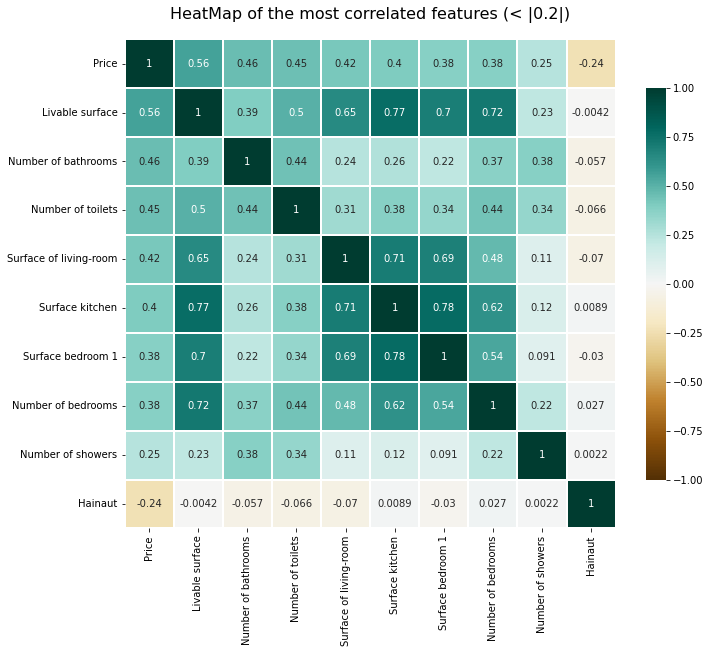 HeatMap of the most correlated features (< |0.2|)
Price 1 0.56 0.46 0.45 0.42 0.4 0.38 0.38 0.25 -0.24
Livable surface 0.56 1 0.39 0.5 0.65 0.77 0.7 0.72 0.23 -0.0042
Number of bathrooms 0.46 0.39 1 0.44 0.24 0.26 0.22 0.37 0.38 -0.057
Number of toilets 0.45 0.5 0.44 1 0.31 0.38 0.34 0.44 0.34 -0.066
Surface of living-room 0.42 0.65 0.24 0.31 1 0.71 0.69 0.48 0.11 -0.07
Surface kitchen 0.4 0.77 0.26 0.38 0.71 1 0.78 0.62 0.12 0.0089
Surface bedroom 1 0.38 0.7 0.22 0.34 0.69 0.78 1 0.54 0.091 -0.03
Number of bedrooms 0.38 0.72 0.37 0.44 0.48 0.62 0.54 1 0.22 0.027
Number of showers 0.25 0.23 0.38 0.34 0.11 0.12 0.091 0.22 1 0.0022
Hainaut -0.24 -0.0042 -0.057 -0.066 -0.07 0.0089 -0.03 0.027 0.0022 1
Price
Livable surface
Number of bathrooms
Number of toilets
Surface of living-room
Surface kitchen
Surface bedroom 1
Number of bedrooms
Number of showers
Hainaut
1.00
0.75
0.50
0.25
0.00
−0.25
−0.50
−0.75
−1.00